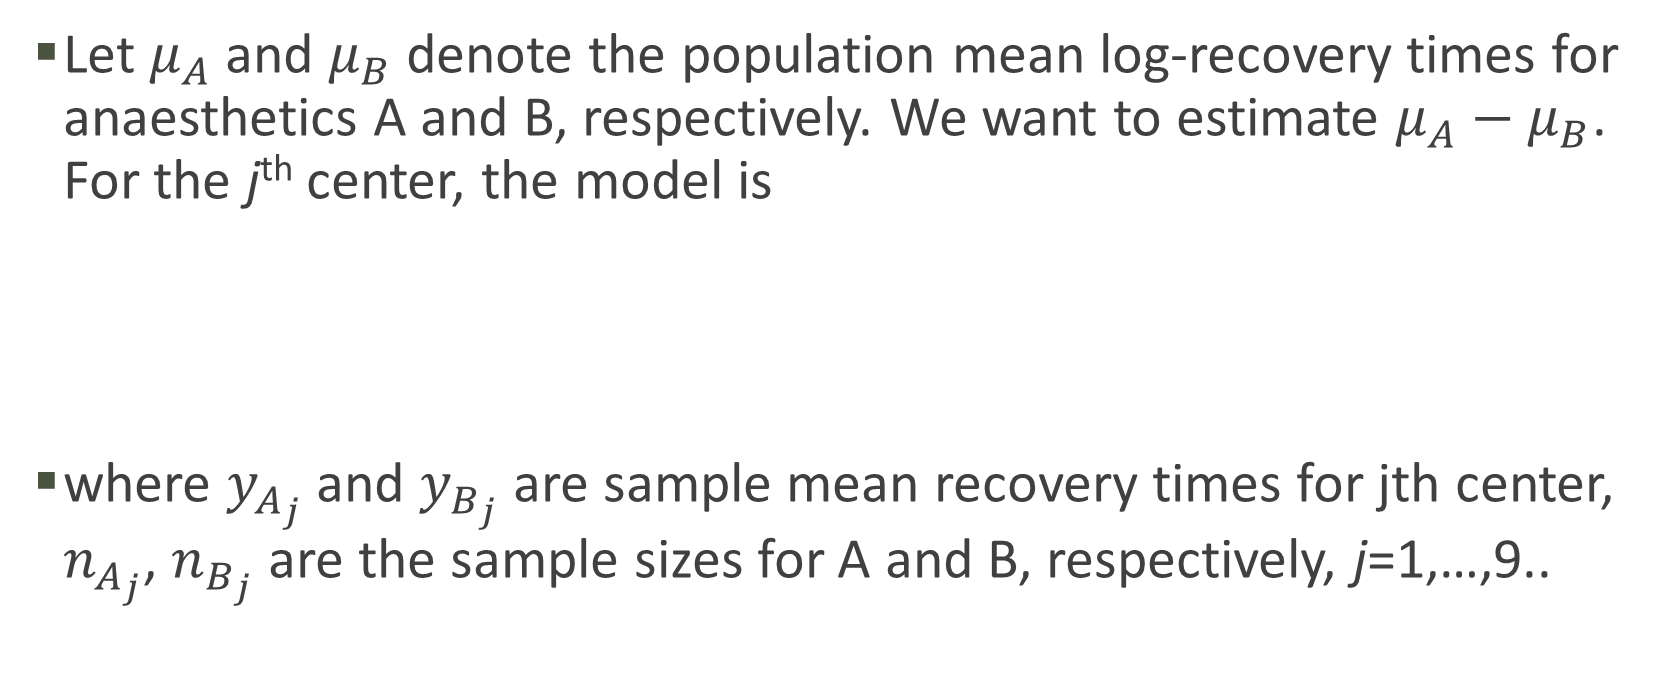 ▪Let μ_A and μ_B denote the population mean log-recovery times for
anaesthetics A and B, respectively. We want to estimate μ_A − μ_B.
For the j^th center, the model is
▪where y_{A_j} and y_{B_j} are sample mean recovery times for jth center,
n_{A_j}, n_{B_j} are the sample sizes for A and B, respectively, j=1,...,9..